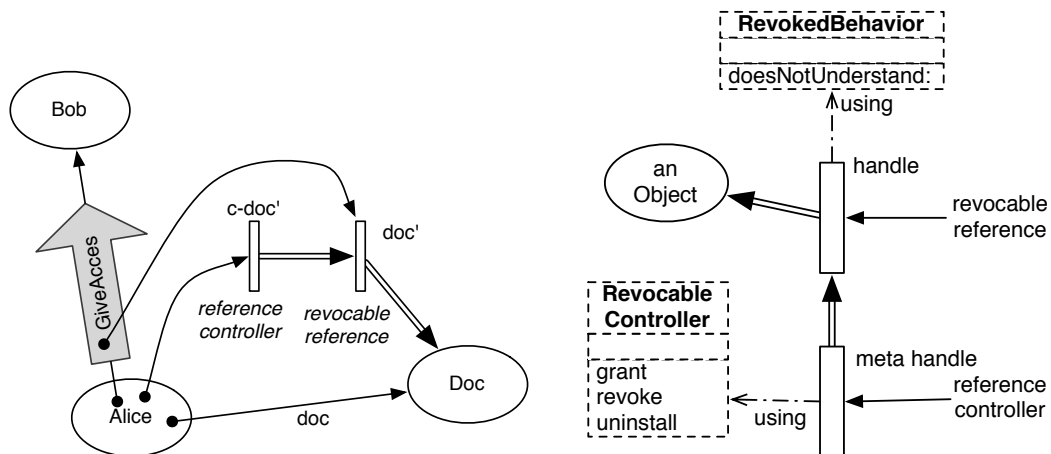 Bob
GiveAcces
c-doc'
doc'
reference
controller
revocable
reference
Alice
doc
Doc
RevokedBehavior
doesNotUnderstand:
using
an
Object
handle
revocable
reference
Revocable
Controller
grant
revoke
uninstall
using
meta handle
reference
controller